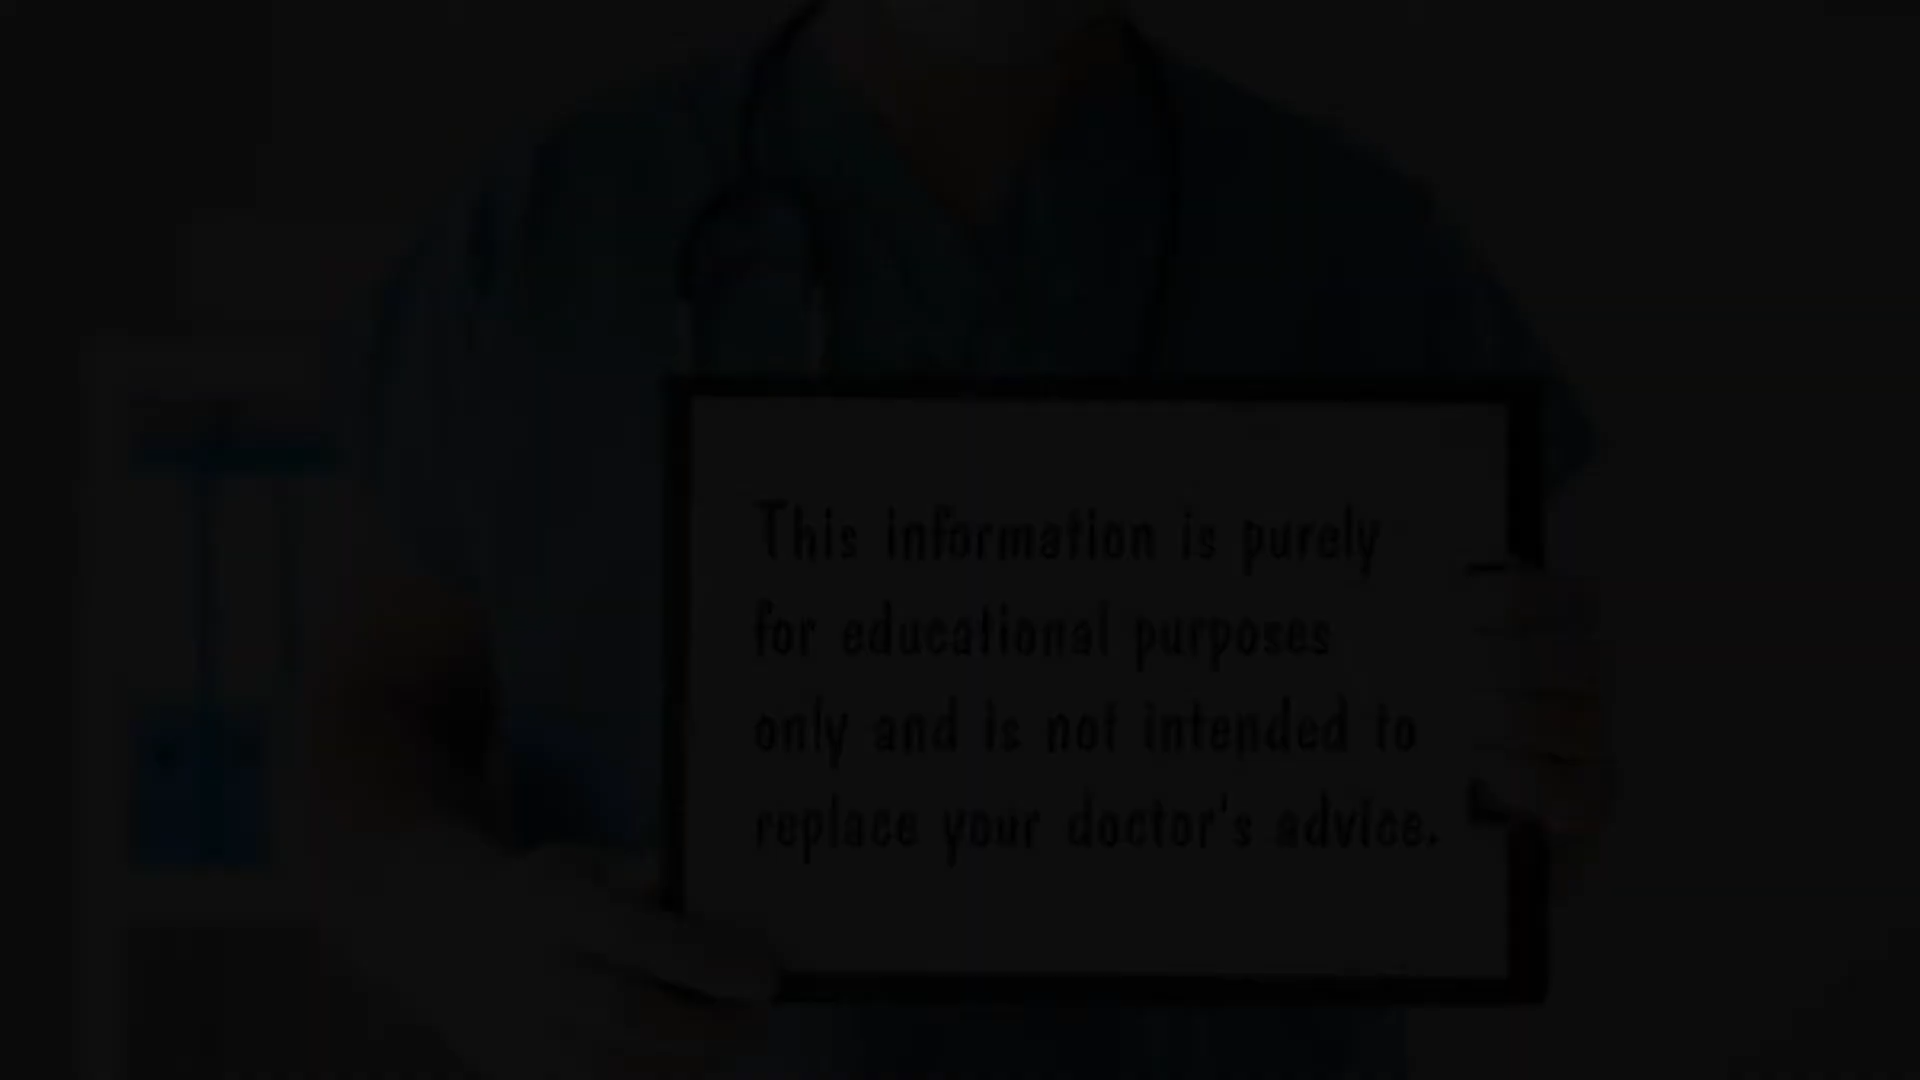 This information is purely
for educational purposes
only and is not intended to
replace your doctor's advice.